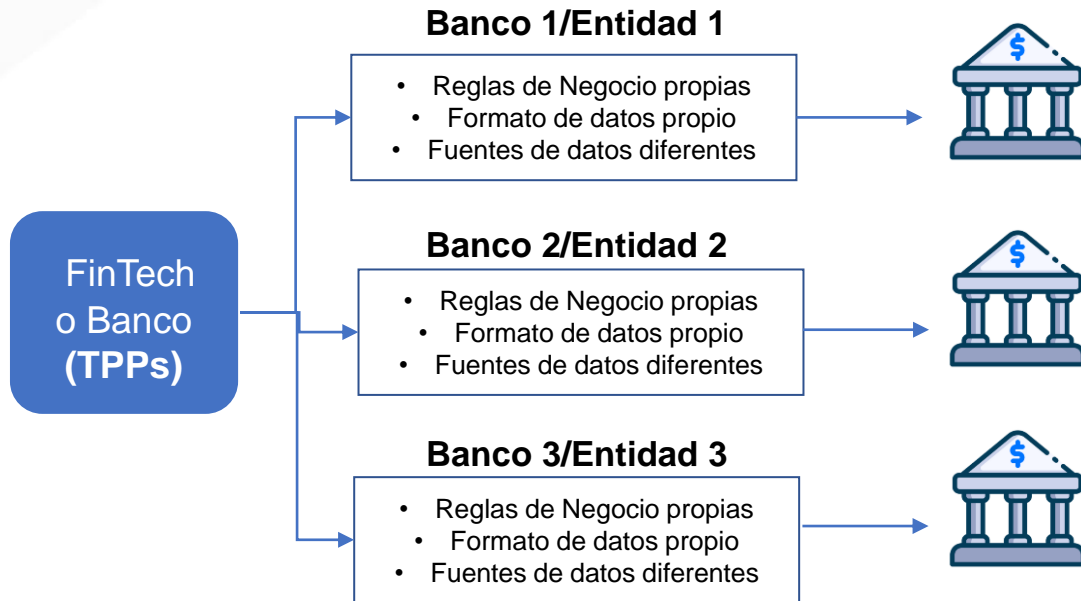 Banco 1/Entidad 1
• Reglas de Negocio propias
• Formato de datos propio
• Fuentes de datos diferentes
$
FinTech
o Banco
(TPPs)
Banco 2/Entidad 2
• Reglas de Negocio propias
• Formato de datos propio
• Fuentes de datos diferentes
$
Banco 3/Entidad 3
• Reglas de Negocio propias
• Formato de datos propio
• Fuentes de datos diferentes
$